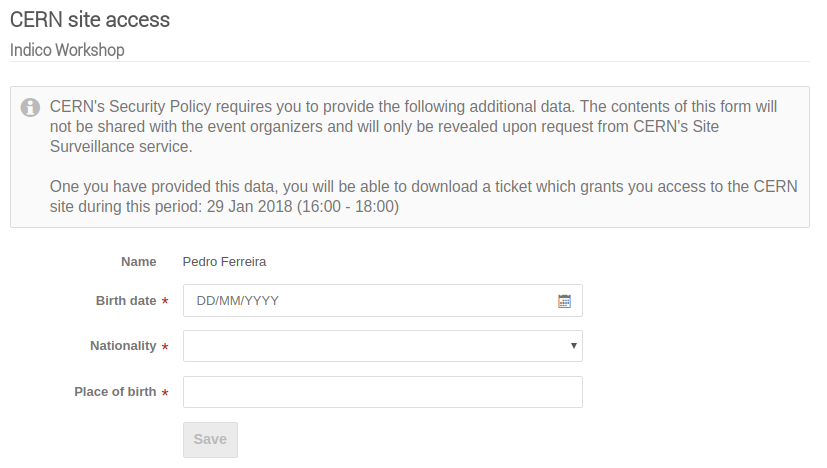 CERN site access
Indico Workshop
CERN's Security Policy requires you to provide the following additional data. The contents of this form will
not be shared with the event organizers and will only be revealed upon request from CERN's Site
Surveillance service.
One you have provided this data, you will be able to download a ticket which grants you access to the CERN
site during this period: 29 Jan 2018 (16:00 - 18:00)
Name Pedro Ferreira
Birth date * DD/MM/YYYY
Nationality *
Place of birth *
Save